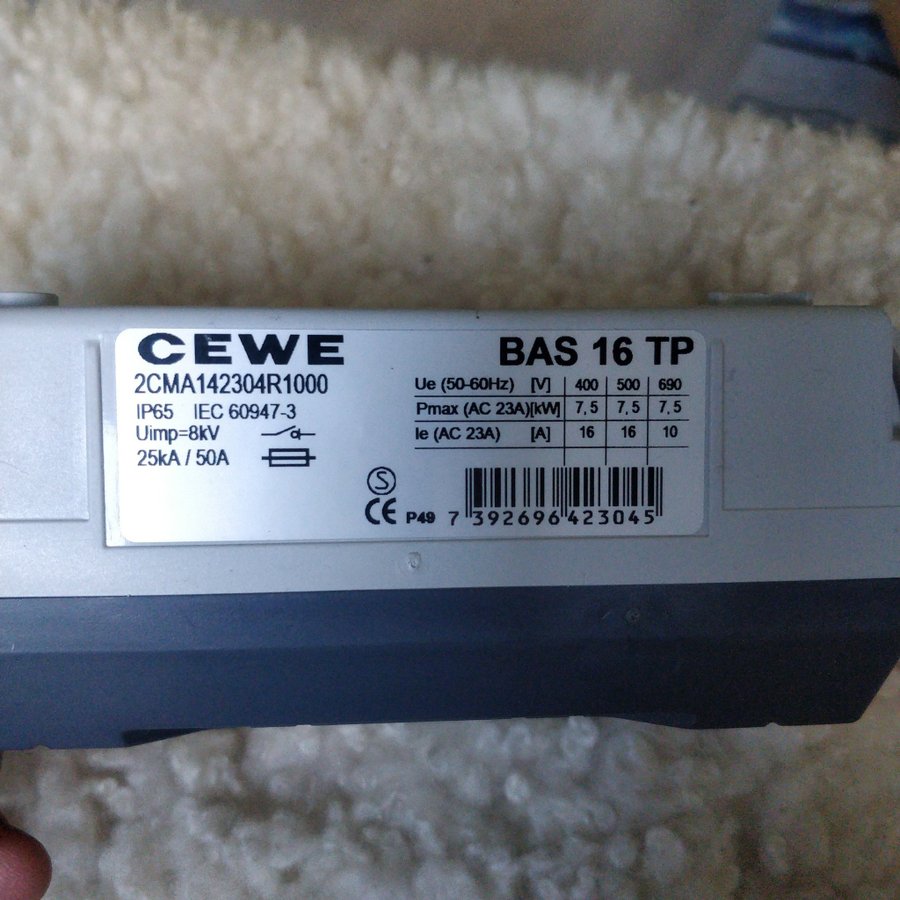 CEWE
BAS 16 TP
2CMA142304R1000
IP65 IEC 60947-3
Uimp=8kV
25kA / 50A
Ue (50-60Hz) [V] 400 500 690
Pmax (AC 23A)[kW] 7,5 7,5 7,5
Ie (AC 23A) [A] 16 16 10
S
CE P49 7 392696 423045